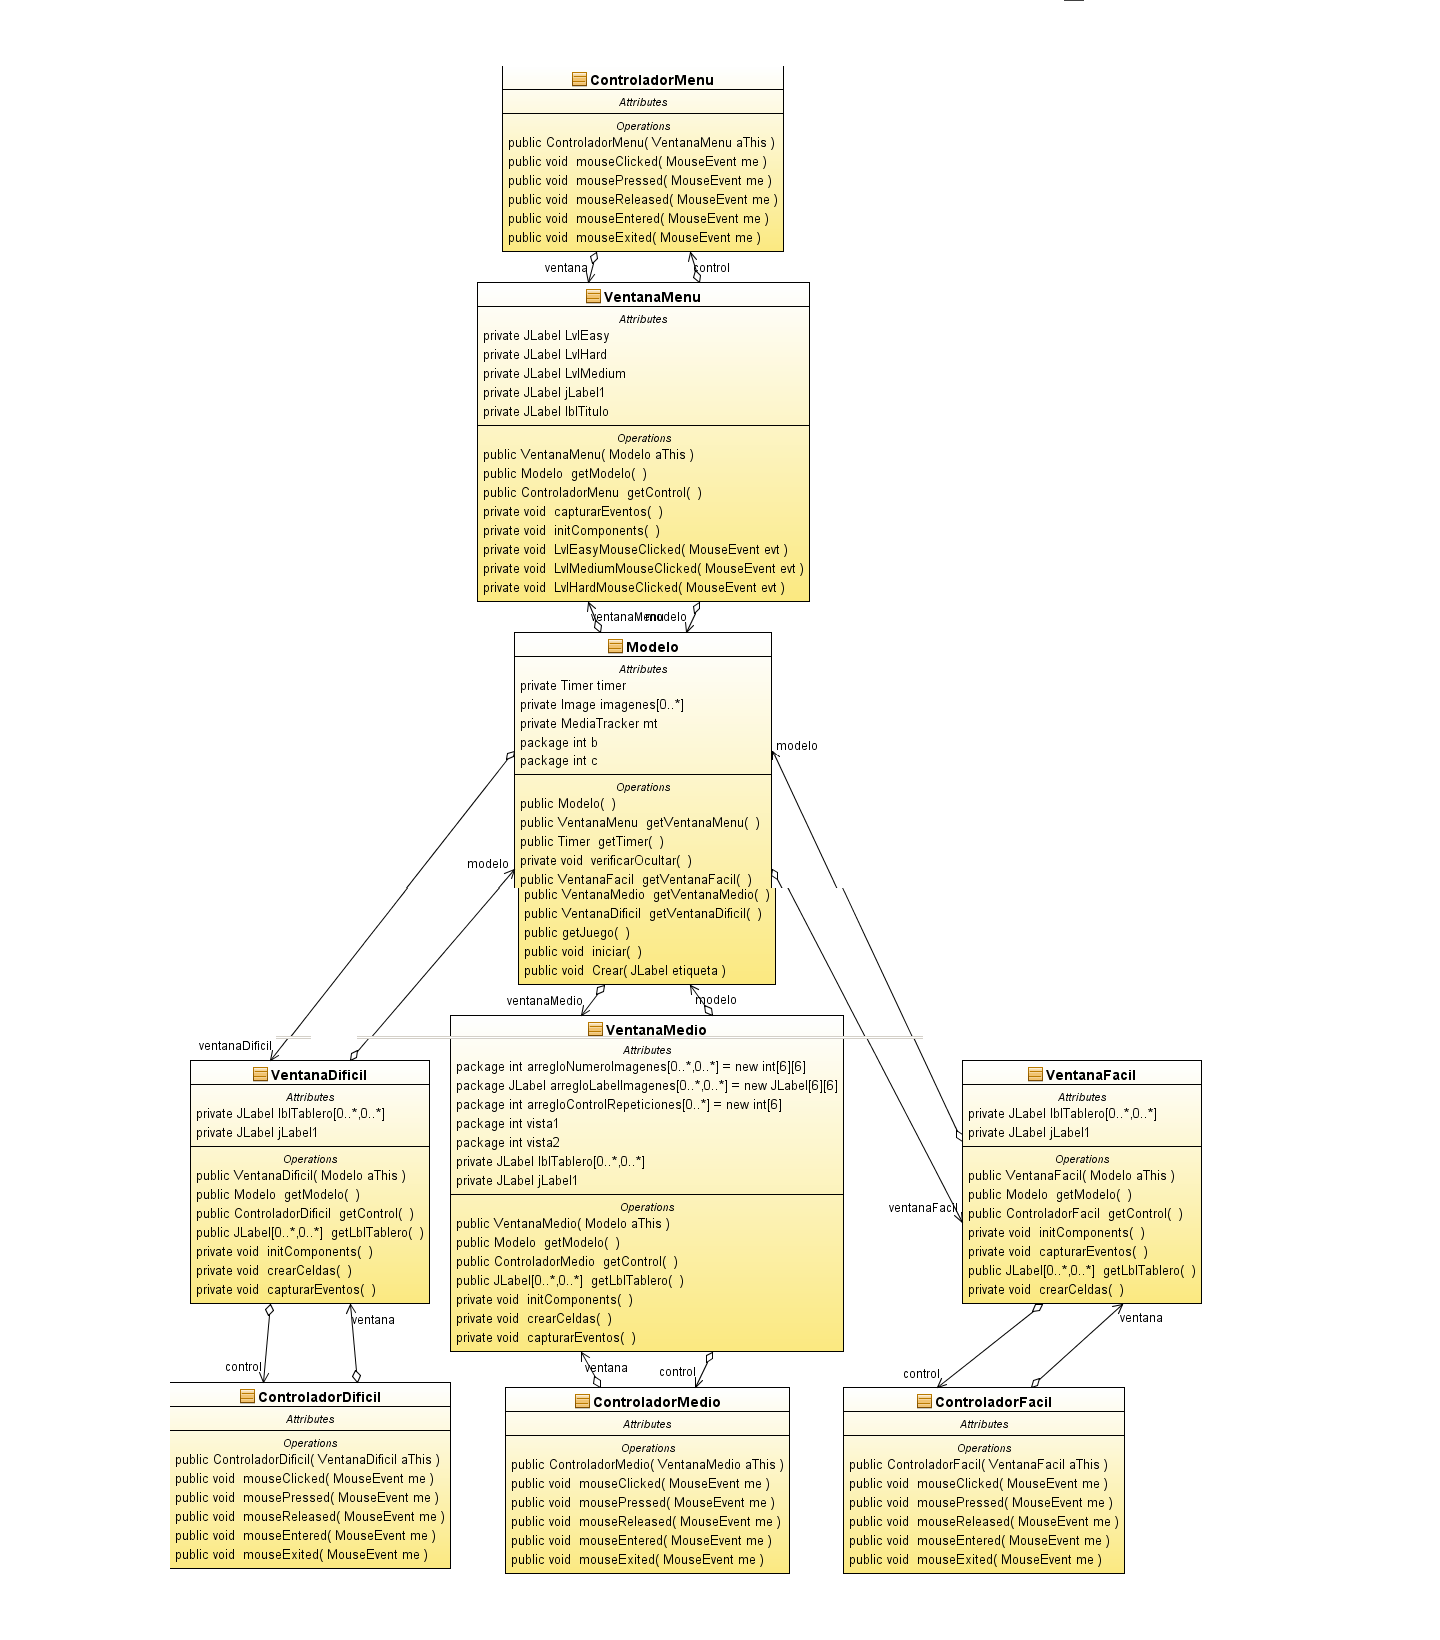 ControladorMenu
Attributes
Operations
public ControladorMenu( VentanaMenu aThis )
public void  mouseClicked( MouseEvent me )
public void  mousePressed( MouseEvent me )
public void  mouseReleased( MouseEvent me )
public void  mouseEntered( MouseEvent me )
public void  mouseExited( MouseEvent me )
ventana
control
VentanaMenu
Attributes
private JLabel LvlEasy
private JLabel LvlHard
private JLabel LvlMedium
private JLabel jLabel1
private JLabel lblTitulo
Operations
public VentanaMenu( Modelo aThis )
public Modelo  getModelo(  )
public ControladorMenu  getControl(  )
private void  capturarEventos(  )
private void  initComponents(  )
private void  LvlEasyMouseClicked( MouseEvent evt )
private void  LvlMediumMouseClicked( MouseEvent evt )
private void  LvlHardMouseClicked( MouseEvent evt )
ventanaMenu
modelo
Modelo
Attributes
private Timer timer
private Image imagenes[0..*]
private MediaTracker mt
package int b
package int c
Operations
public Modelo(  )
public VentanaMenu  getVentanaMenu(  )
public Timer  getTimer(  )
private void  verificarOcultar(  )
public VentanaFacil  getVentanaFacil(  )
public VentanaMedio  getVentanaMedio(  )
public VentanaDificil  getVentanaDificil(  )
public getJuego(  )
public void  iniciar(  )
public void  Crear( JLabel etiqueta )
modelo
modelo
ventanaMedio
modelo
ventanaDificil
ventanaFacil
VentanaDificil
Attributes
private JLabel lblTablero[0..*,0..*]
private JLabel jLabel1
Operations
public VentanaDificil( Modelo aThis )
public Modelo  getModelo(  )
public ControladorDificil  getControl(  )
public JLabel[0..*,0..*]  getLblTablero(  )
private void  initComponents(  )
private void  crearCeldas(  )
private void  capturarEventos(  )
VentanaMedio
Attributes
package int arregloNumeroImagenes[0..*,0..*] = new int[6][6]
package JLabel arregloLabelImagenes[0..*,0..*] = new JLabel[6][6]
package int arregloControlRepeticiones[0..*] = new int[6]
package int vista1
package int vista2
private JLabel lblTablero[0..*,0..*]
private JLabel jLabel1
Operations
public VentanaMedio( Modelo aThis )
public Modelo  getModelo(  )
public ControladorMedio  getControl(  )
public JLabel[0..*,0..*]  getLblTablero(  )
private void  initComponents(  )
private void  crearCeldas(  )
private void  capturarEventos(  )
VentanaFacil
Attributes
private JLabel lblTablero[0..*,0..*]
private JLabel jLabel1
Operations
public VentanaFacil( Modelo aThis )
public Modelo  getModelo(  )
public ControladorFacil  getControl(  )
private void  initComponents(  )
private void  capturarEventos(  )
public JLabel[0..*,0..*]  getLblTablero(  )
private void  crearCeldas(  )
control
ventana
ventana
control
control
ventana
ControladorDificil
Attributes
Operations
public ControladorDificil( VentanaDificil aThis )
public void  mouseClicked( MouseEvent me )
public void  mousePressed( MouseEvent me )
public void  mouseReleased( MouseEvent me )
public void  mouseEntered( MouseEvent me )
public void  mouseExited( MouseEvent me )
ControladorMedio
Attributes
Operations
public ControladorMedio( VentanaMedio aThis )
public void  mouseClicked( MouseEvent me )
public void  mousePressed( MouseEvent me )
public void  mouseReleased( MouseEvent me )
public void  mouseEntered( MouseEvent me )
public void  mouseExited( MouseEvent me )
ControladorFacil
Attributes
Operations
public ControladorFacil( VentanaFacil aThis )
public void  mouseClicked( MouseEvent me )
public void  mousePressed( MouseEvent me )
public void  mouseReleased( MouseEvent me )
public void  mouseEntered( MouseEvent me )
public void  mouseExited( MouseEvent me )